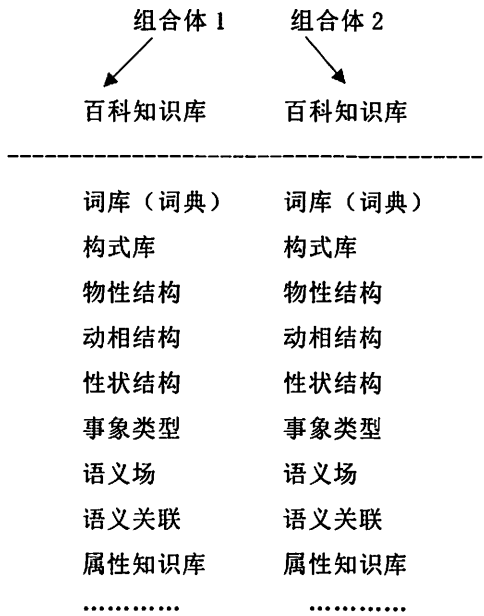 组合体 1 组合体 2
百科知识库 百科知识库
词库（词典） 词库（词典）
构式库 构式库
物性结构 物性结构
动相结构 动相结构
性状结构 性状结构
事象类型 事象类型
语义场 语义场
语义关联 语义关联
属性知识库 属性知识库
………… …………